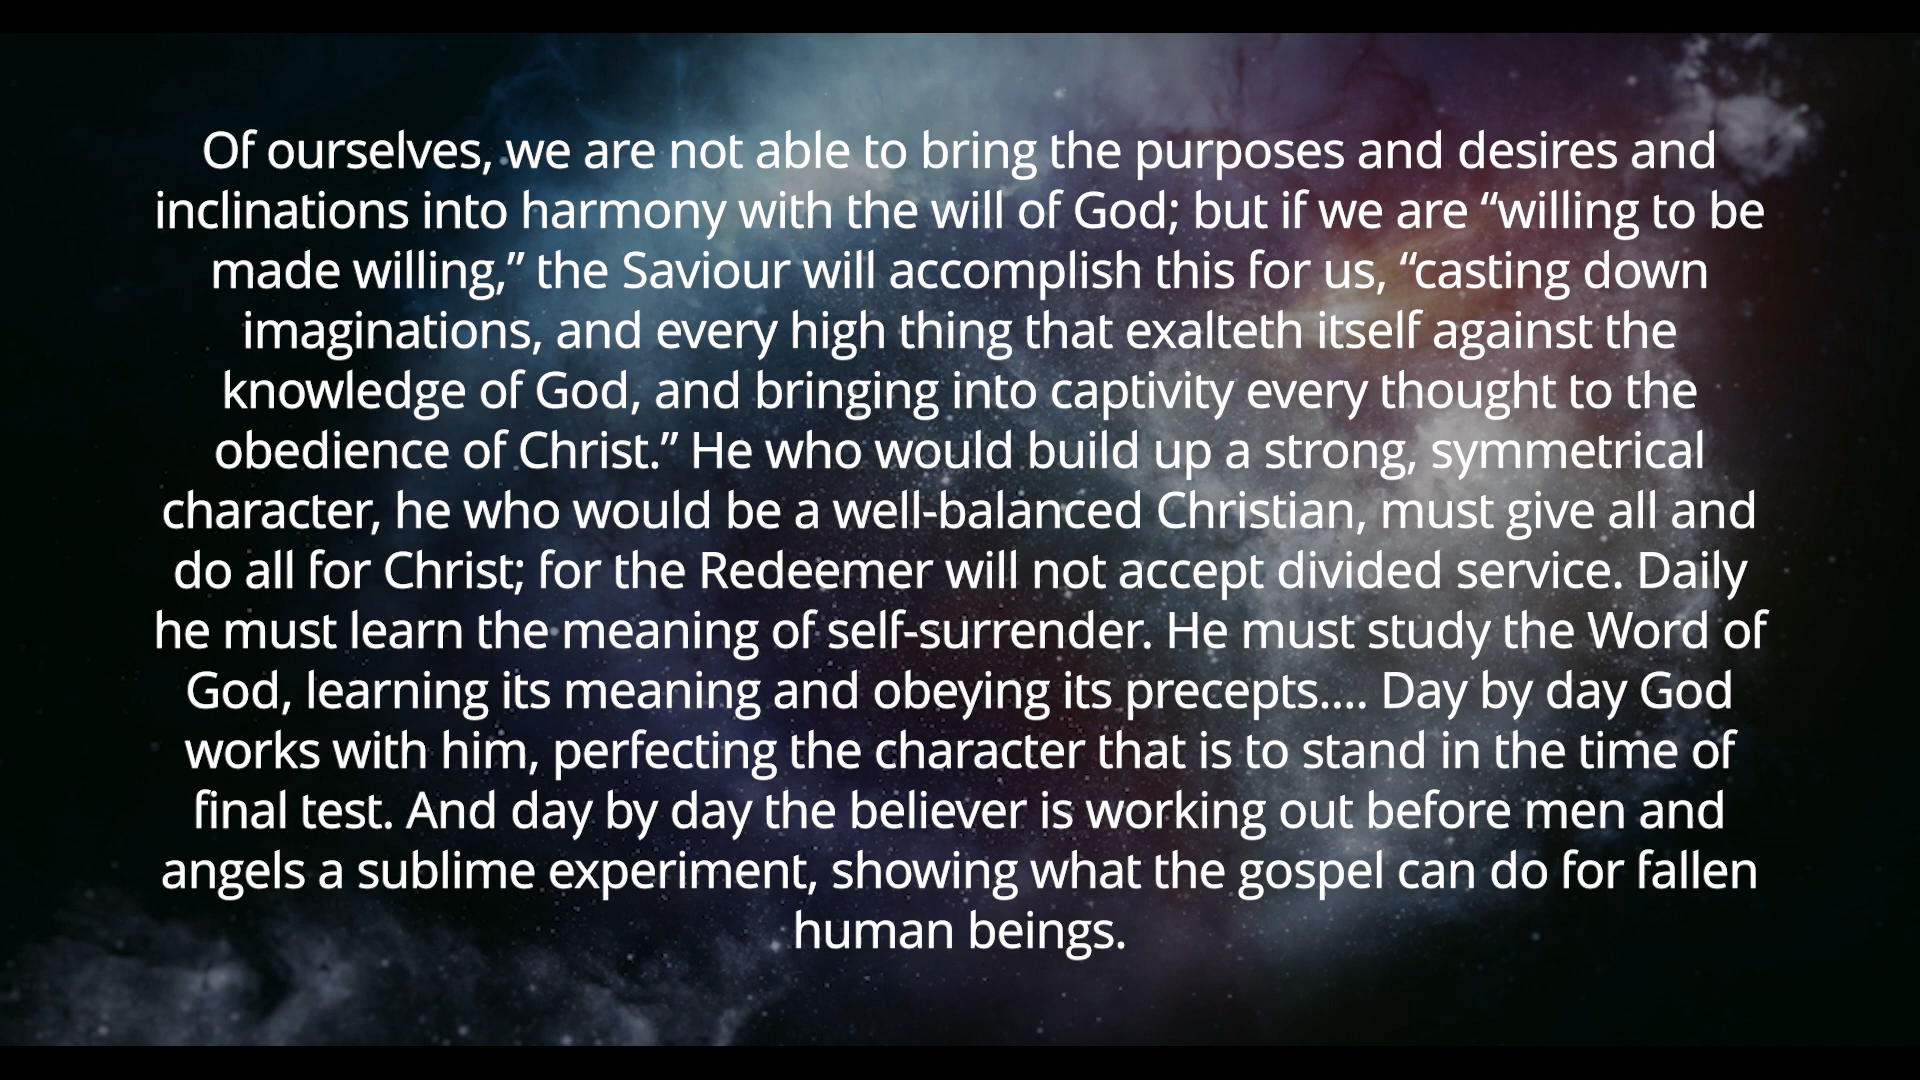 Of ourselves, we are not able to bring the purposes and desires and
inclinations into harmony with the will of God; but if we are “willing to be
made willing,” the Saviour will accomplish this for us, “casting down
imaginations, and every high thing that exalteth itself against the
knowledge of God, and bringing into captivity every thought to the
obedience of Christ.” He who would build up a strong, symmetrical
character, he who would be a well-balanced Christian, must give all and
do all for Christ; for the Redeemer will not accept divided service. Daily
he must learn the meaning of self-surrender. He must study the Word of
God, learning its meaning and obeying its precepts.... Day by day God
works with him, perfecting the character that is to stand in the time of
final test. And day by day the believer is working out before men and
angels a sublime experiment, showing what the gospel can do for fallen
human beings.